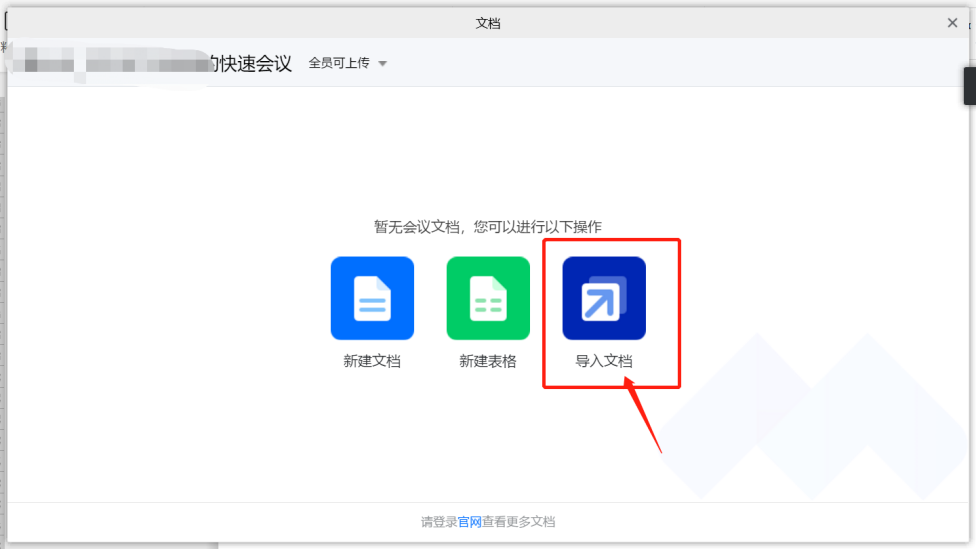 文档
的快速会议 全员可上传
暂无会议文档，您可以进行以下操作
新建文档 新建表格 导入文档
请登录官网查看更多文档